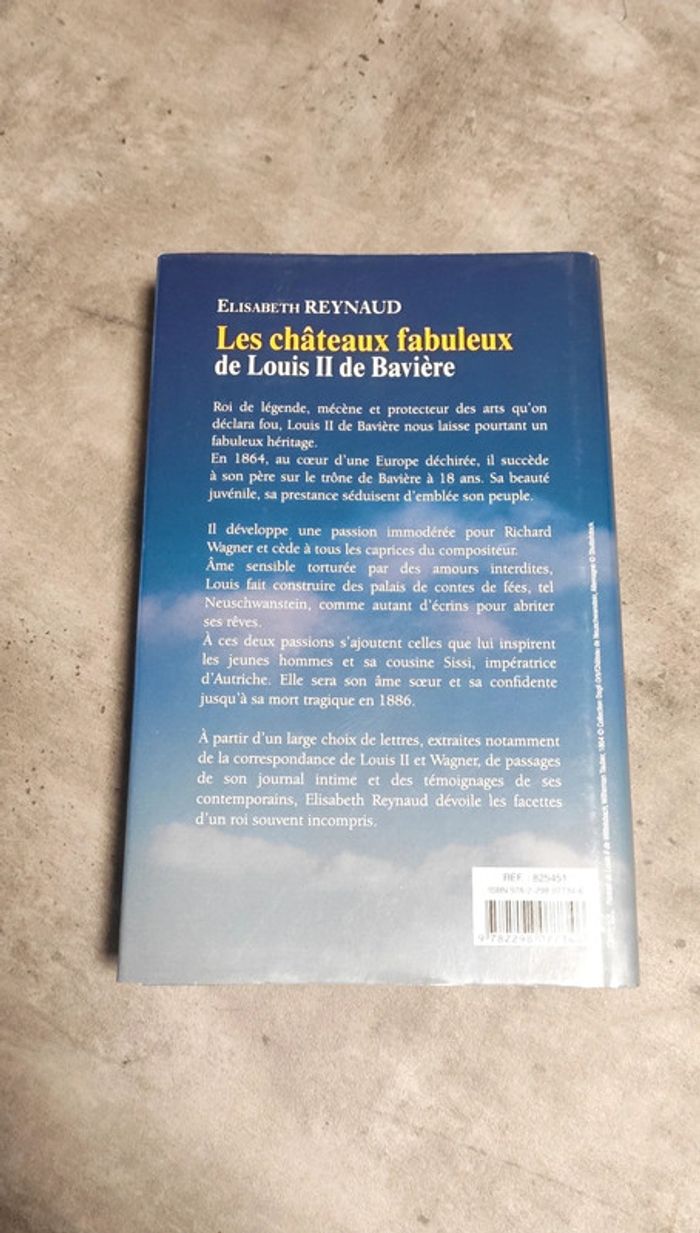 ELISABETH REYNAUD
Les châteaux fabuleux
de Louis II de Bavière
Roi de légende, mécène et protecteur des arts qu'on
déclara fou, Louis II de Bavière nous laisse pourtant un
fabuleux héritage.
En 1864, au cœur d'une Europe déchirée, il succède
à son père sur le trône de Bavière à 18 ans. Sa beauté
juvénile, sa prestance séduisent d'emblée son peuple.
Il développe une passion immodérée pour Richard
Wagner et cède à tous les caprices du compositeur.
Âme sensible torturée par des amours interdites,
Louis fait construire des palais de contes de fées, tel
Neuschwanstein, comme autant d'écrins pour abriter
ses rêves.
À ces deux passions s'ajoutent celles que lui inspirent
les jeunes hommes et sa cousine Sissi, impératrice
d'Autriche. Elle sera son âme sœur et sa confidente
jusqu'à sa mort tragique en 1886.
À partir d'un large choix de lettres, extraites notamment
de la correspondance de Louis II et Wagner, de passages
de son journal intime et des témoignages de ses
contemporains, Elisabeth Reynaud dévoile les facettes
d'un roi souvent incompris.
RÉF : 825451
ISBN 978-2-298